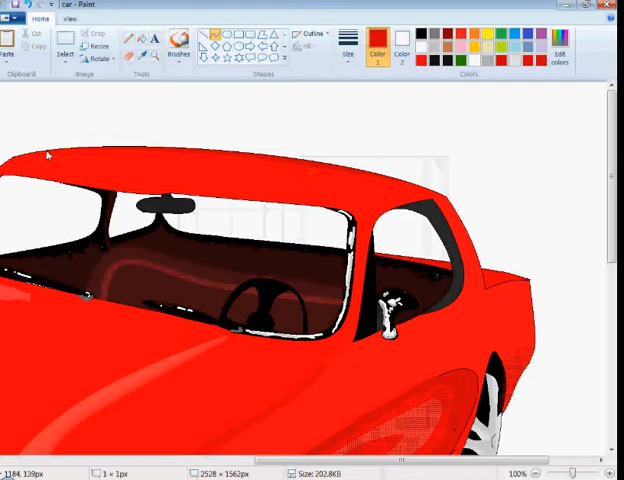 car - Paint
Home View
Paste Cut Copy
Select Crop Resize Rotate
A
Brushes
Outline Fill
Size
Color 1 Color 2
Edit colors
Clipboard Image Tools Shapes Colors
1184, 139px 1 × 1px 2528 × 1562px Size: 202.8KB 100%